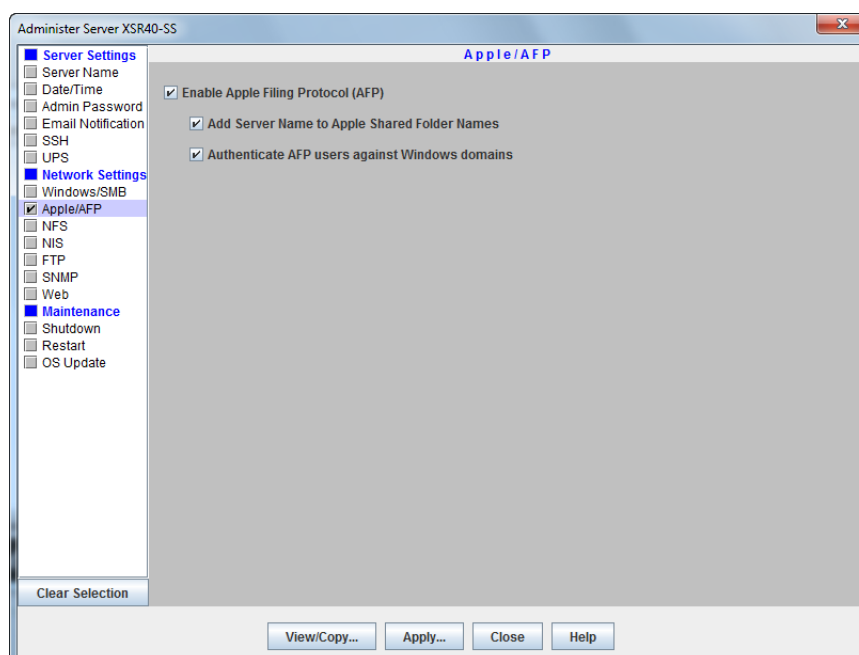 Administer Server XSR40-SS
Server Settings
Server Name
Date/Time
Admin Password
Email Notification
SSH
UPS
Network Settings
Windows/SMB
Apple/AFP
NFS
NIS
FTP
SNMP
Web
Maintenance
Shutdown
Restart
OS Update
Clear Selection
Apple/AFP
Enable Apple Filing Protocol (AFP)
Add Server Name to Apple Shared Folder Names
Authenticate AFP users against Windows domains
View/Copy...
Apply...
Close
Help